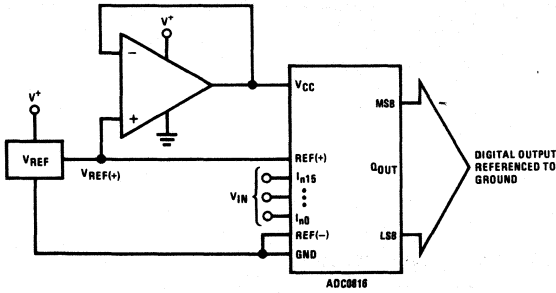 V+
−
+
V+
VREF
VREF(+)
VCC
REF(+)
VIN
In15
In0
REF(−)
GND
MSB
QOUT
LSB
DIGITAL OUTPUT
REFERENCED TO
GROUND
ADC0816